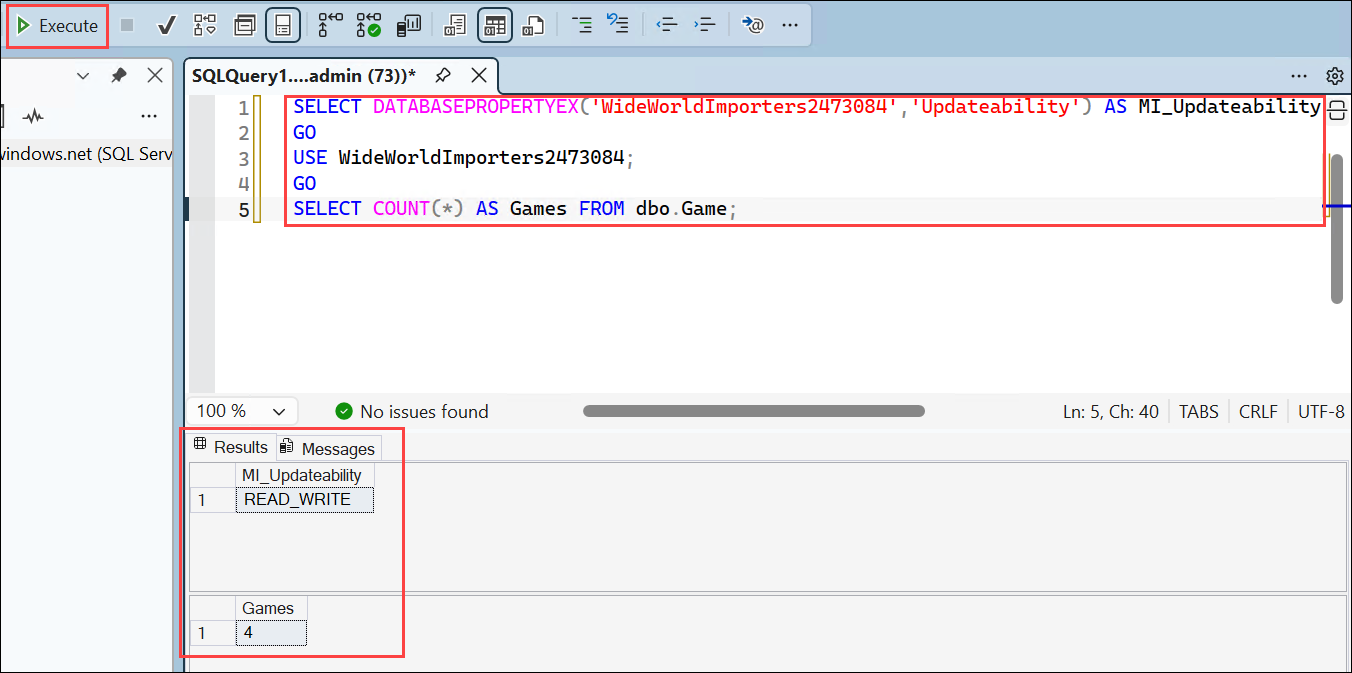 Execute
SQLQuery1....admin (73))*
windows.net (SQL Serv
1 SELECT DATABASEPROPERTYEX('WideWorldImporters2473084','Updateability') AS MI_Updateability
2 GO
3 USE WideWorldImporters2473084;
4 GO
5 SELECT COUNT(*) AS Games FROM dbo.Game;
100 % No issues found Ln: 5, Ch: 40 TABS CRLF UTF-8
Results Messages
MI_Updateability
1 READ_WRITE
Games
1 4